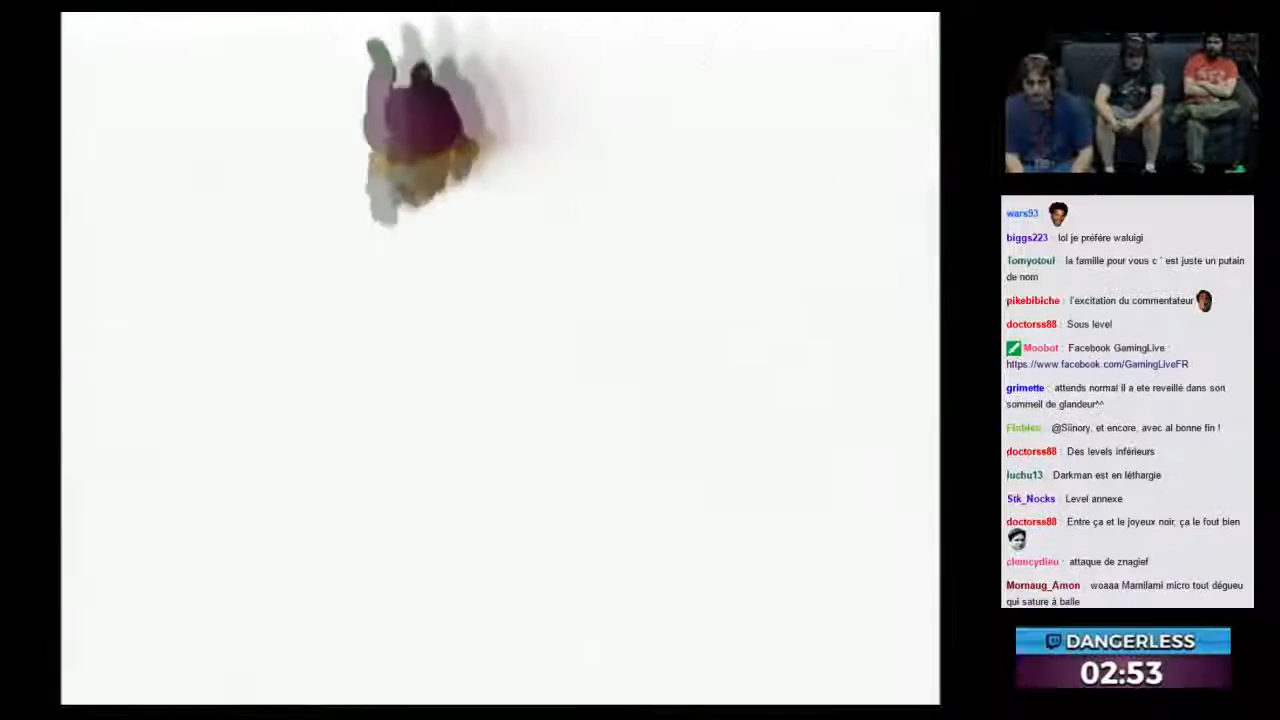 wars93
biggs223 : lol je préfére waluigi
Tomyotoul : la famille pour vous c ' est juste un putain
de nom
pikebibiche : l'excitation du commentateur
doctorss88 : Sous level
Moobot : Facebook GamingLive :
https://www.facebook.com/GamingLiveFR
grimette : attends normal il a ete reveillé dans son
sommeil de glandeur^^
@Siinory, et encore, avec al bonne fin !
doctorss88 : Des levels inférieurs
luchu13 : Darkman est en léthargie
Stk_Nocks : Level annexe
doctorss88 : Entre ça et le joyeux noir, ça le fout bien
clemcydieu : attaque de znagief
Mornaug_Amon : woaaa Mamilami micro tout dégueu
qui sature à balle
DANGERLESS
02:53